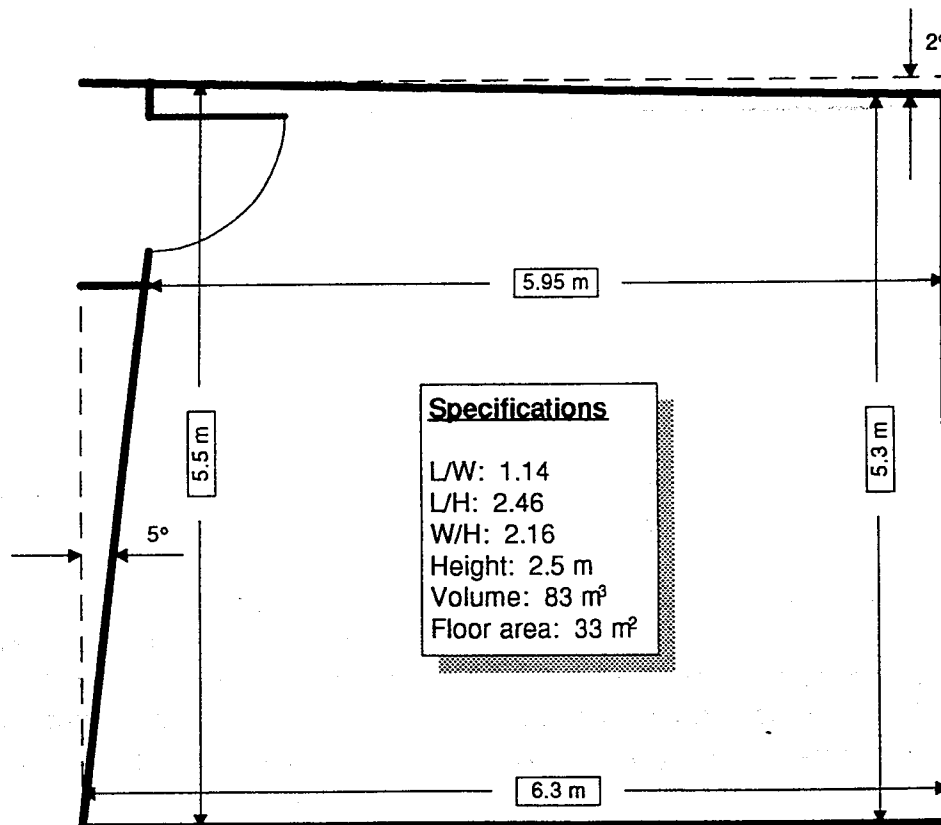 2°
5.95 m
5.5 m
5.3 m
Specifications
L/W: 1.14
L/H: 2.46
W/H: 2.16
Height: 2.5 m
Volume: 83 m³
Floor area: 33 m²
5°
6.3 m